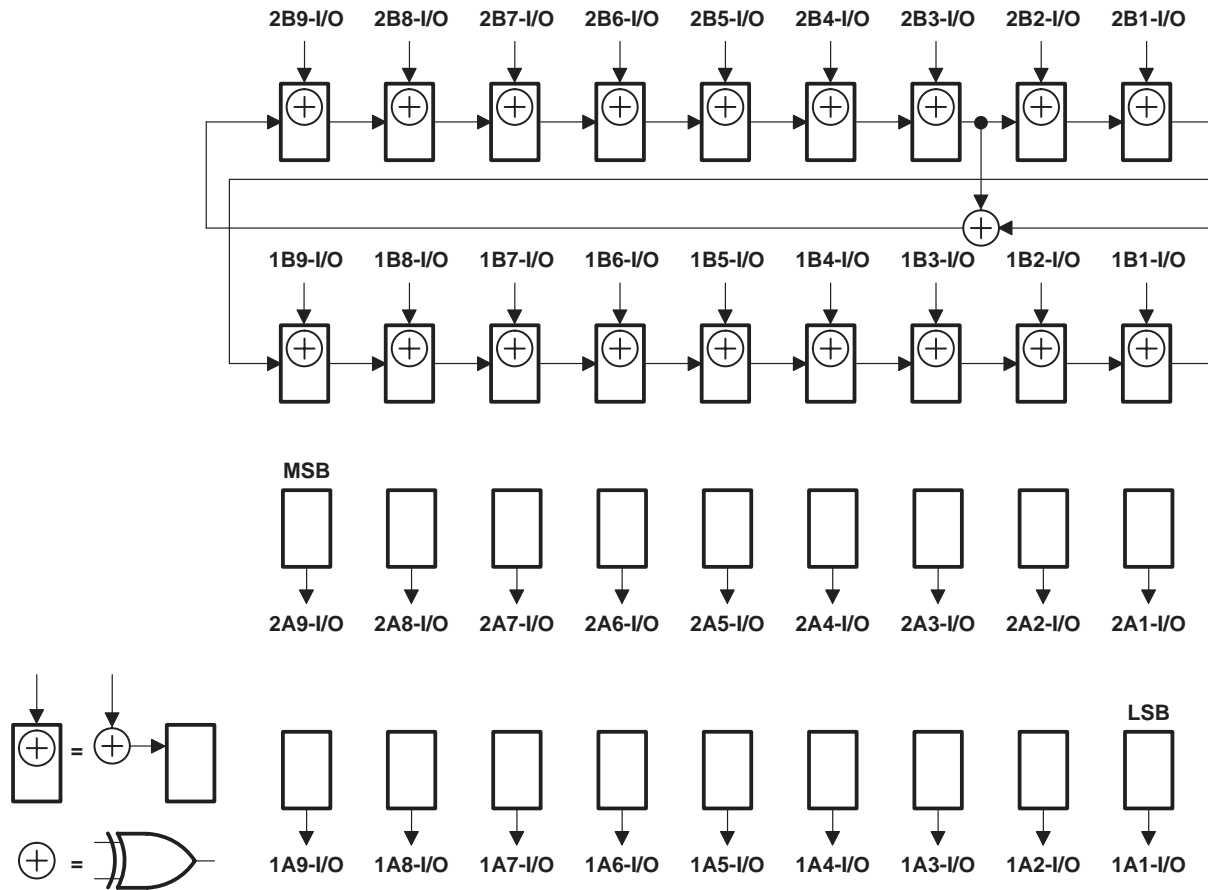 2B9-I/O 2B8-I/O 2B7-I/O 2B6-I/O 2B5-I/O 2B4-I/O 2B3-I/O 2B2-I/O 2B1-I/O
1B9-I/O 1B8-I/O 1B7-I/O 1B6-I/O 1B5-I/O 1B4-I/O 1B3-I/O 1B2-I/O 1B1-I/O
MSB
2A9-I/O 2A8-I/O 2A7-I/O 2A6-I/O 2A5-I/O 2A4-I/O 2A3-I/O 2A2-I/O 2A1-I/O
LSB
=
=
1A9-I/O 1A8-I/O 1A7-I/O 1A6-I/O 1A5-I/O 1A4-I/O 1A3-I/O 1A2-I/O 1A1-I/O